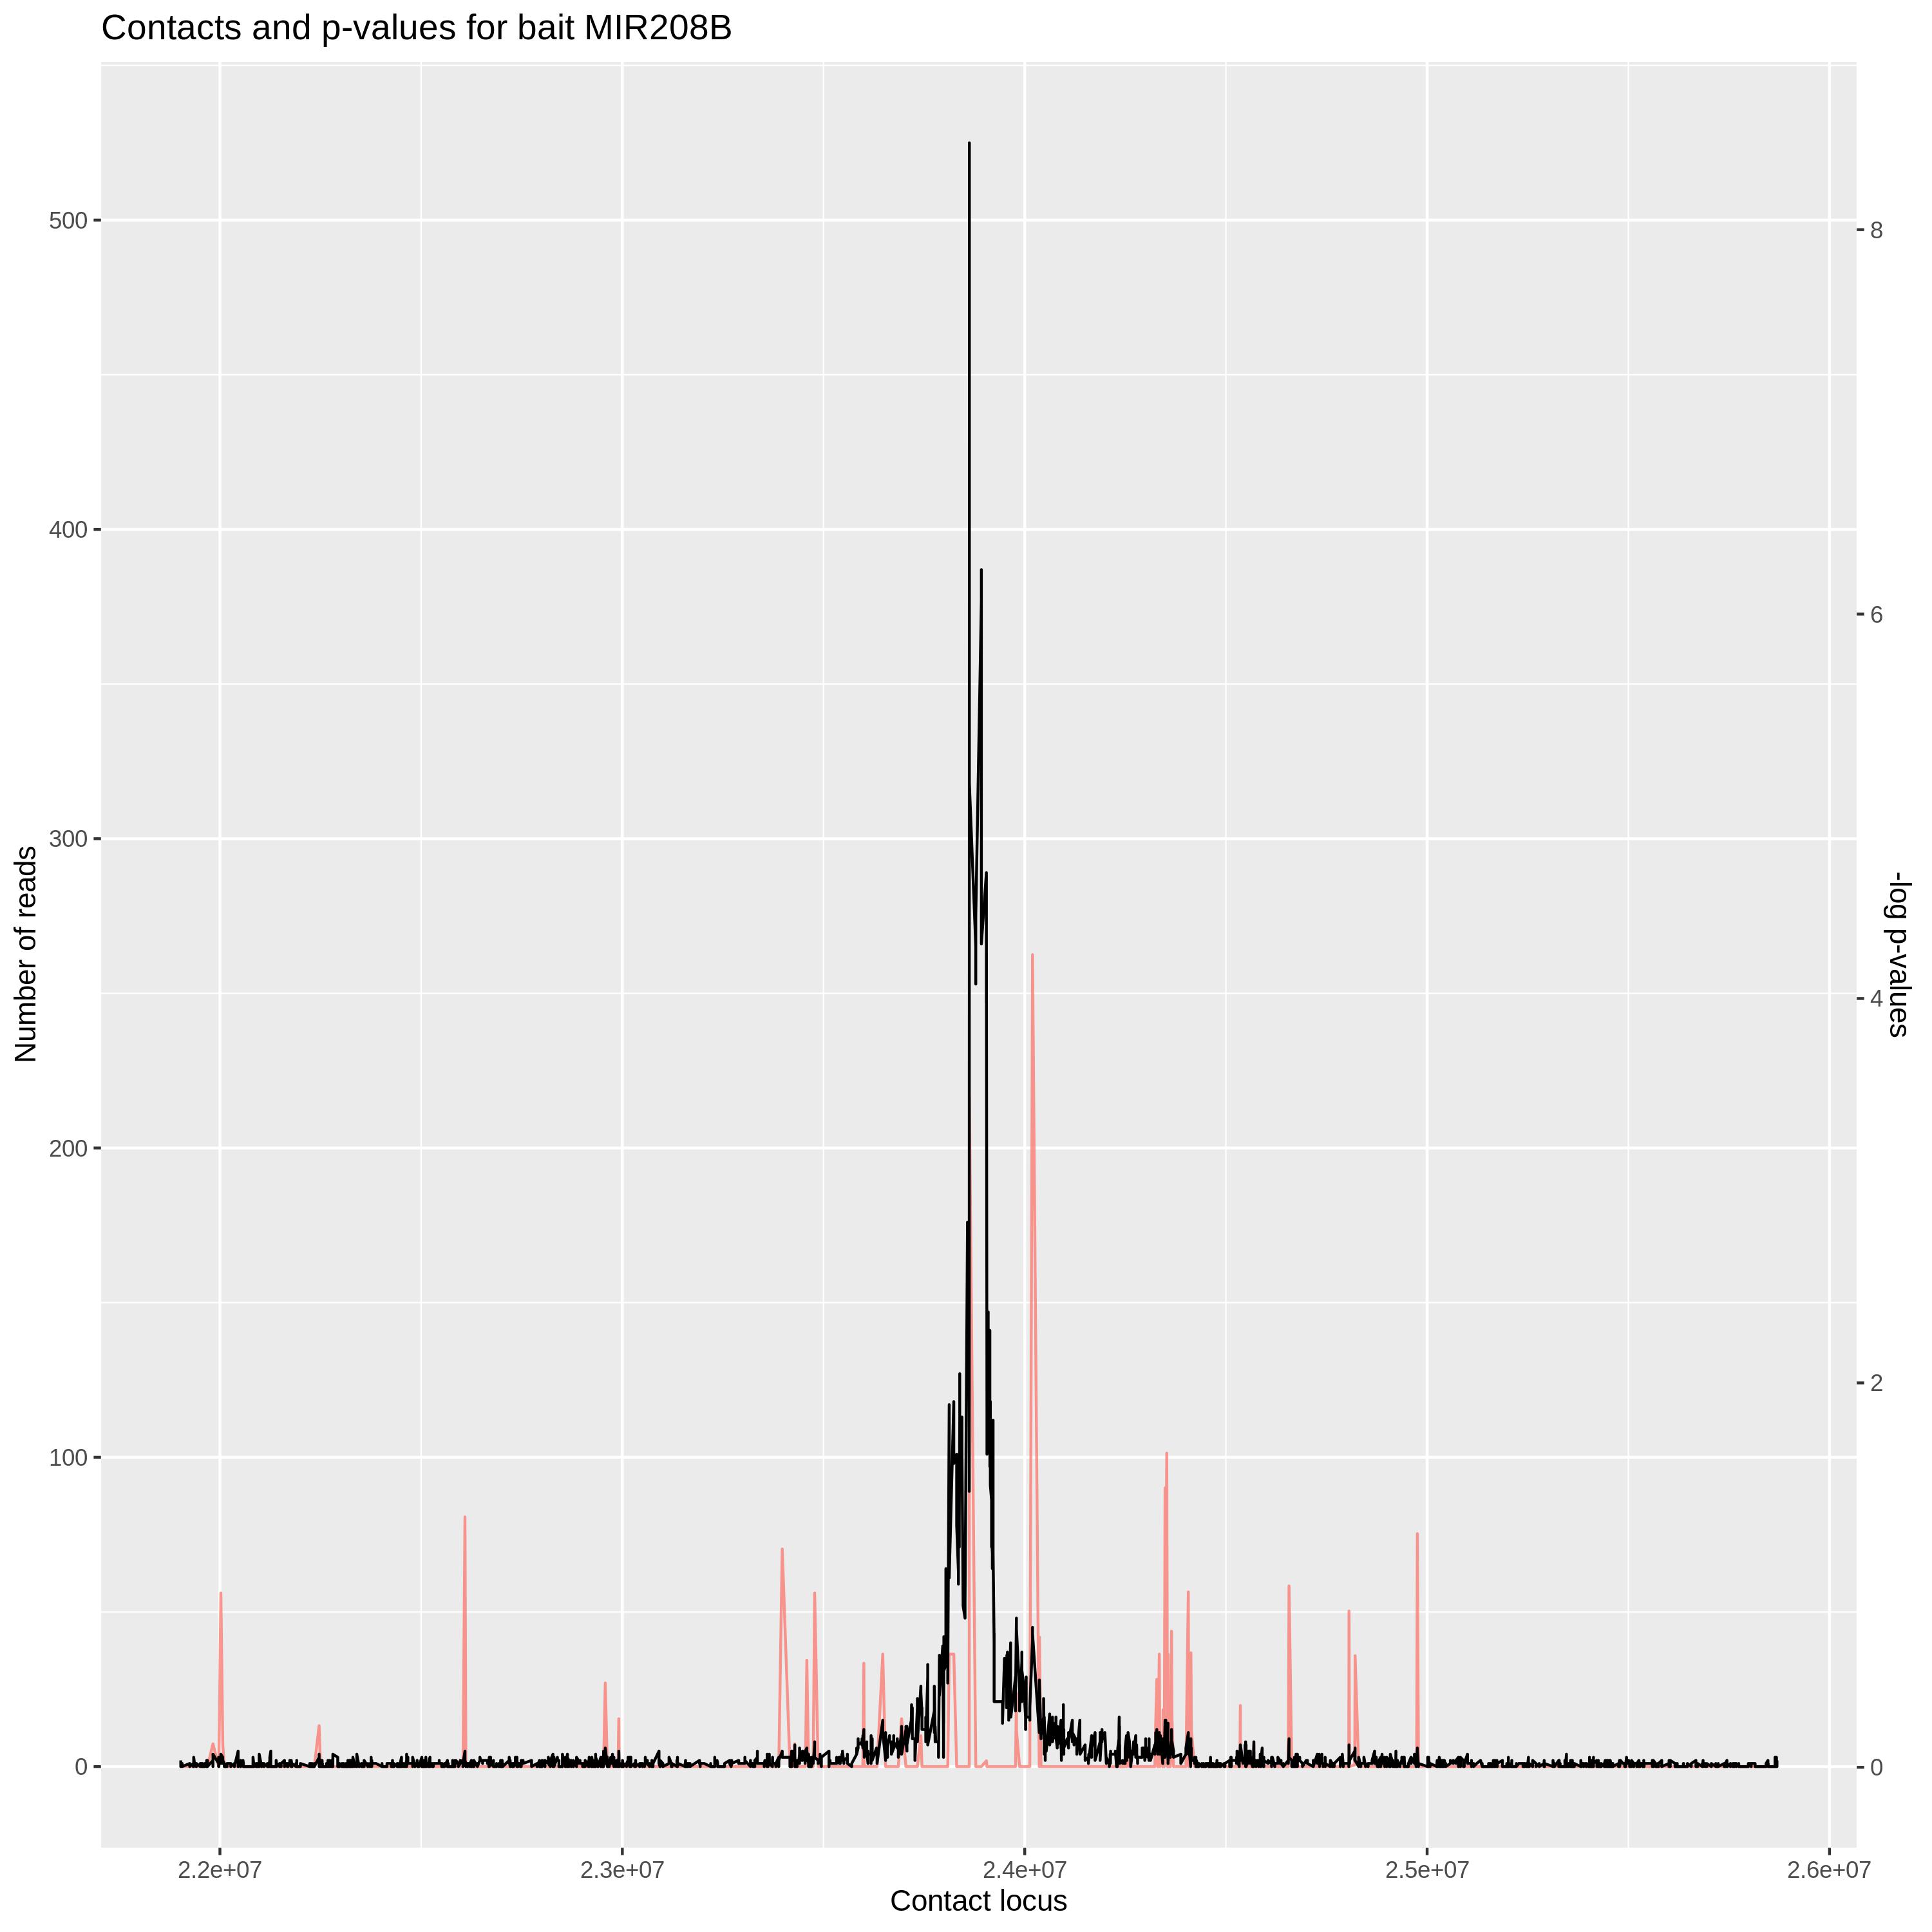 Contacts and p-values for bait MIR208B
500
400
300
200
100
0
Number of reads
8
6
4
2
0
-log p-values
2.2e+07
2.3e+07
2.4e+07
2.5e+07
2.6e+07
Contact locus